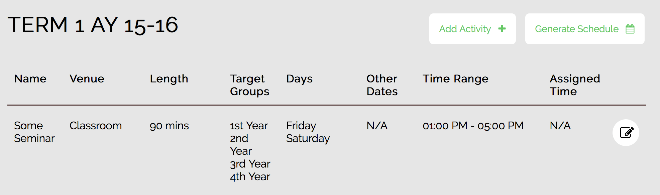 TERM 1 AY 15-16
Add Activity
Generate Schedule
Name Venue Length Target Groups Days Other Dates Time Range Assigned Time
Some Seminar Classroom 90 mins 1st Year 2nd Year 3rd Year 4th Year Friday Saturday N/A 01:00 PM - 05:00 PM N/A